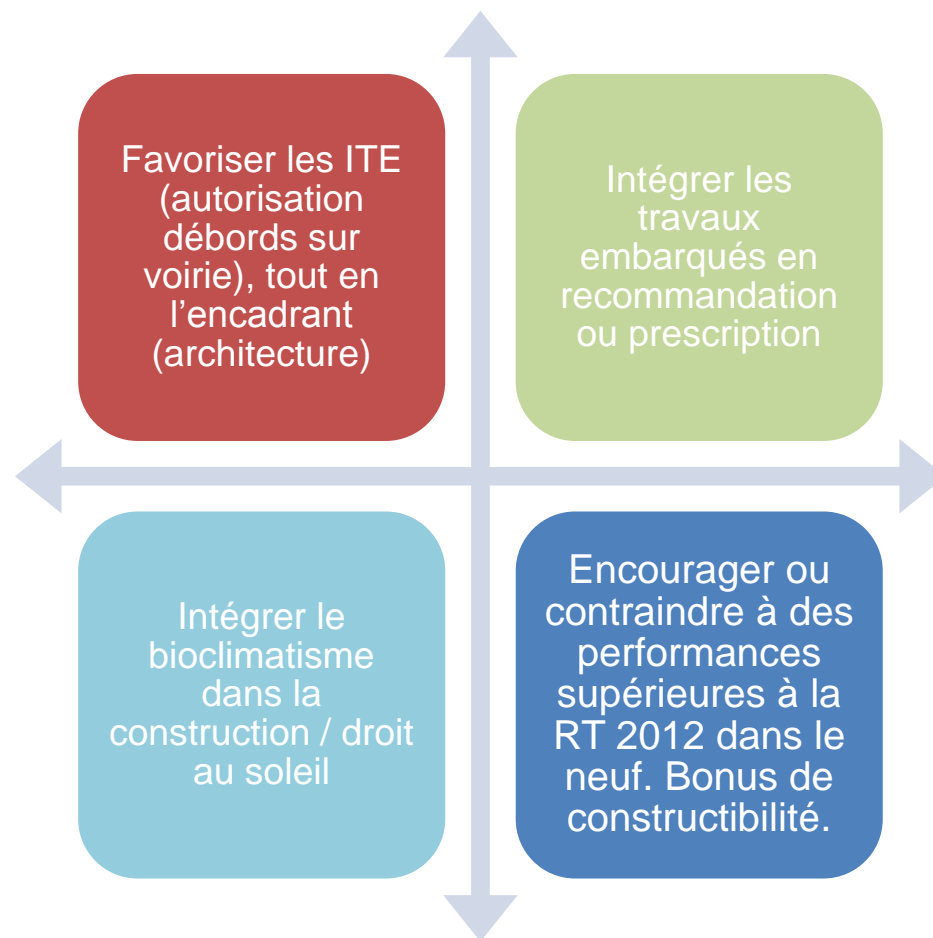 Favoriser les ITE
(autorisation
débords sur
voirie), tout en
l’encadrant
(architecture)
Intégrer les
travaux
embarqués en
recommandation
ou prescription
Intégrer le
bioclimatisme
dans la
construction / droit
au soleil
Encourager ou
contraindre à des
performances
supérieures à la
RT 2012 dans le
neuf. Bonus de
constructibilité.